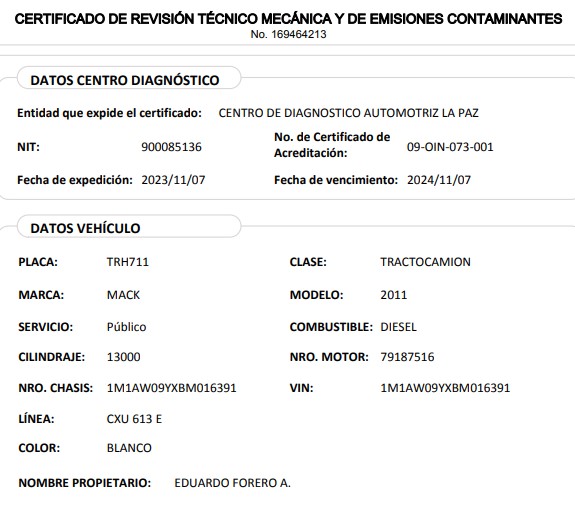 CERTIFICADO DE REVISIÓN TÉCNICO MECÁNICA Y DE EMISIONES CONTAMINANTES
No. 169464213
DATOS CENTRO DIAGNÓSTICO
Entidad que expide el certificado: CENTRO DE DIAGNOSTICO AUTOMOTRIZ LA PAZ
NIT: 900085136 No. de Certificado de Acreditación: 09-OIN-073-001
Fecha de expedición: 2023/11/07 Fecha de vencimiento: 2024/11/07
DATOS VEHÍCULO
PLACA: TRH711 CLASE: TRACTOCAMION
MARCA: MACK MODELO: 2011
SERVICIO: Público COMBUSTIBLE: DIESEL
CILINDRAJE: 13000 NRO. MOTOR: 79187516
NRO. CHASIS: 1M1AW09YXBM016391 VIN: 1M1AW09YXBM016391
LÍNEA: CXU 613 E
COLOR: BLANCO
NOMBRE PROPIETARIO: EDUARDO FORERO A.